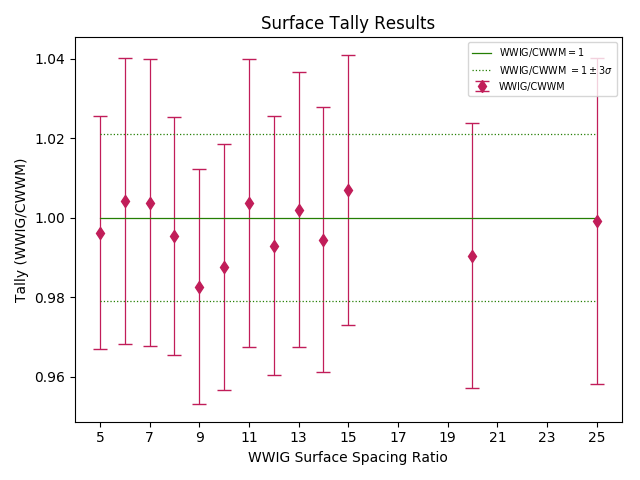 Surface Tally Results
WWIG/CWWM = 1
WWIG/CWWM = 1 ± 3σ
WWIG/CWWM
Tally (WWIG/CWWM)
1.04
1.02
1.00
0.98
0.96
5 7 9 11 13 15 17 19 21 23 25
WWIG Surface Spacing Ratio